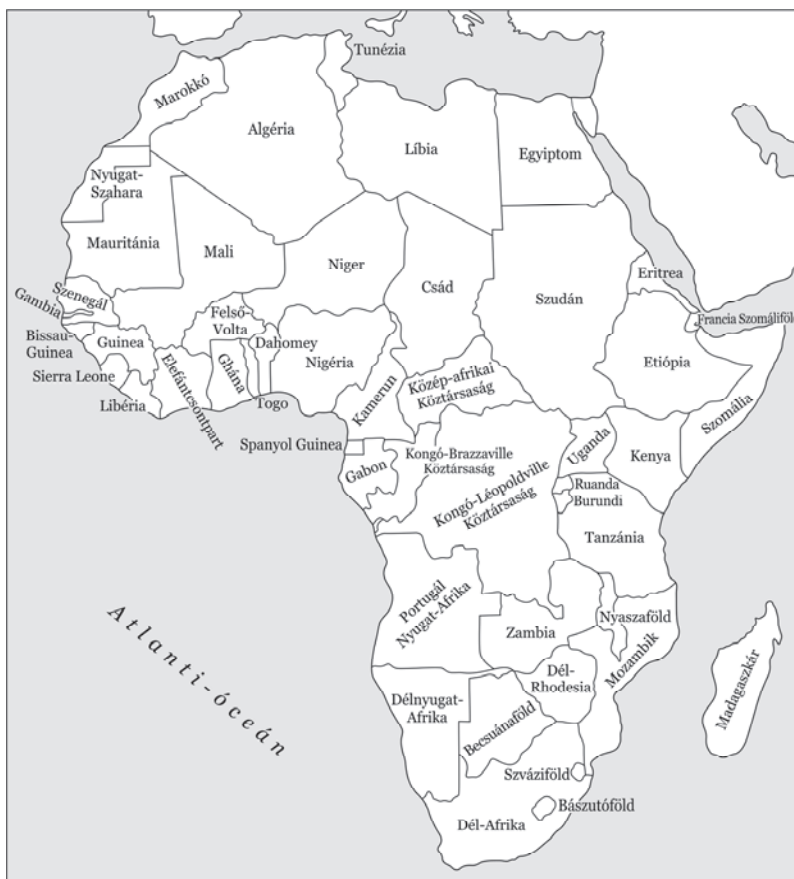 Tunézia
Marokkó
Algéria
Líbia
Egyiptom
Nyugat-
Szahara
Mauritánia
Mali
Niger
Csád
Szudán
Eritrea
Szenegál
Gambia
Francia Szomáliföld
Felső-
Volta
Bissau-
Guinea
Guinea
Dahomey
Nigéria
Etiópia
Sierra Leone
Elefántcsontpart
Ghána
Kamerun
Közép-afrikai
Köztársaság
Szomália
Libéria
Togo
Spanyol Guinea
Gabon
Kongó-Brazzaville
Köztársaság
Uganda
Kenya
Kongó-Léopoldville
Köztársaság
Ruanda
Burundi
Tanzánia
Portugál
Nyugat-Afrika
Zambia
Nyaszaföld
Mozambik
Madagaszkár
Atlanti-óceán
Délnyugat-
Afrika
Dél-
Rhodesia
Becsuánaföld
Szváziföld
Bászutóföld
Dél-Afrika